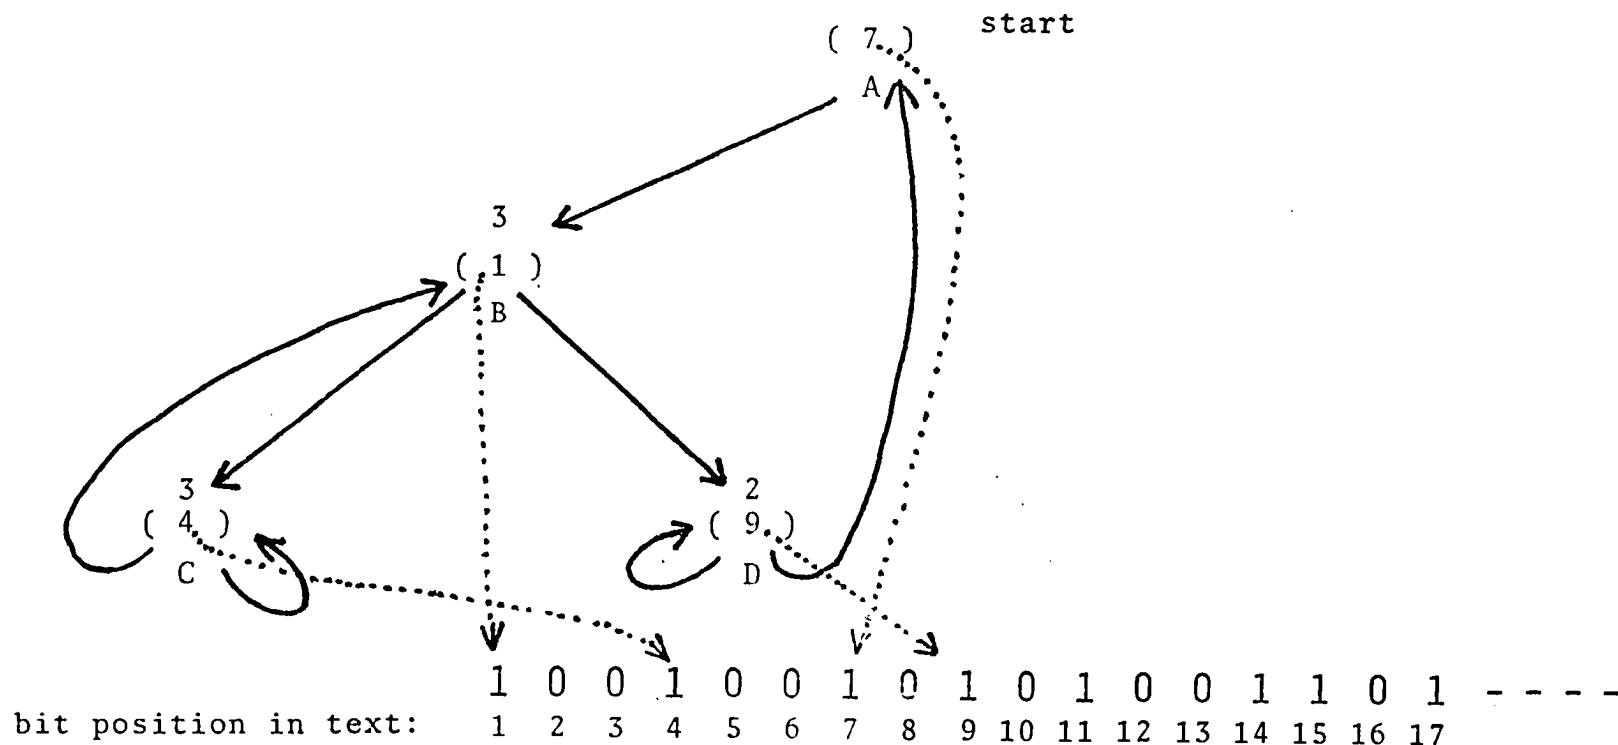 start
( 7 )
A
3
( 1 )
B
3 2
( 4 ) ( 9 )
C D
1 0 0 1 0 0 1 0 1 0 1 0 0 1 1 0 1 - - - -
bit position in text: 1 2 3 4 5 6 7 8 9 10 11 12 13 14 15 16 17